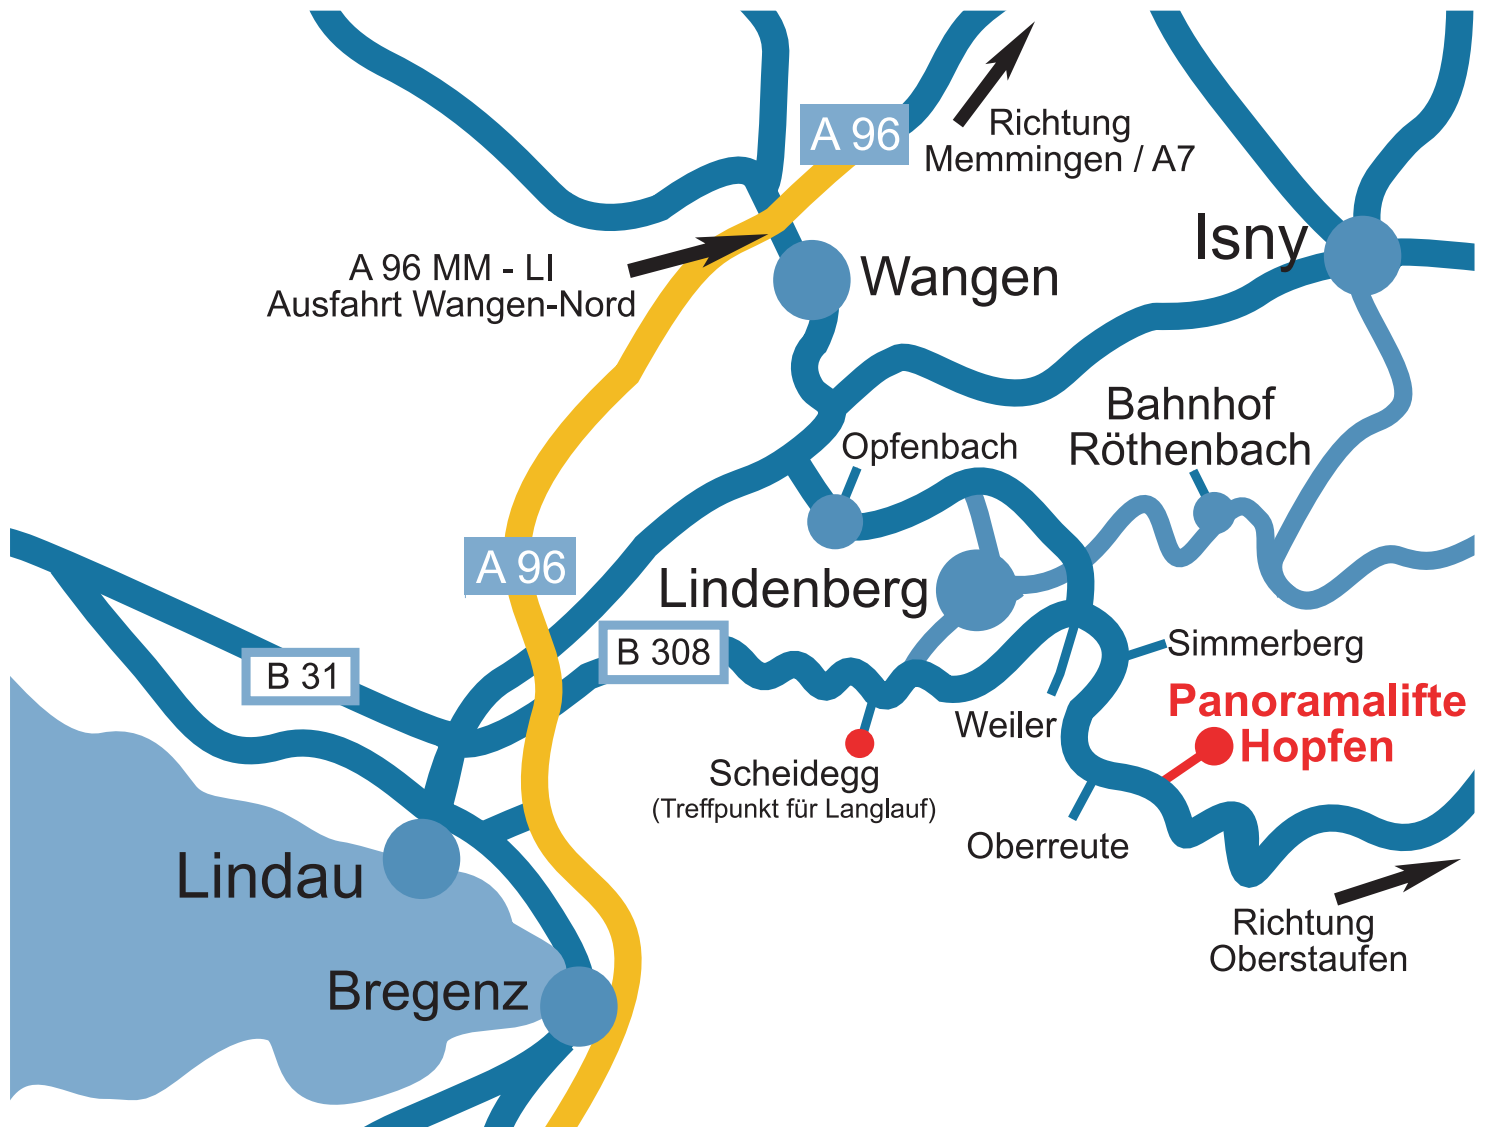 A 96
Richtung
Memmingen / A7
Isny
A 96 MM - LI
Ausfahrt Wangen-Nord
Wangen
Bahnhof
Röthenbach
Opfenbach
A 96
Lindenberg
B 308
B 31
Simmerberg
Panoramalifte
Hopfen
Weiler
Scheidegg
(Treffpunkt für Langlauf)
Oberreute
Lindau
Richtung
Oberstaufen
Bregenz